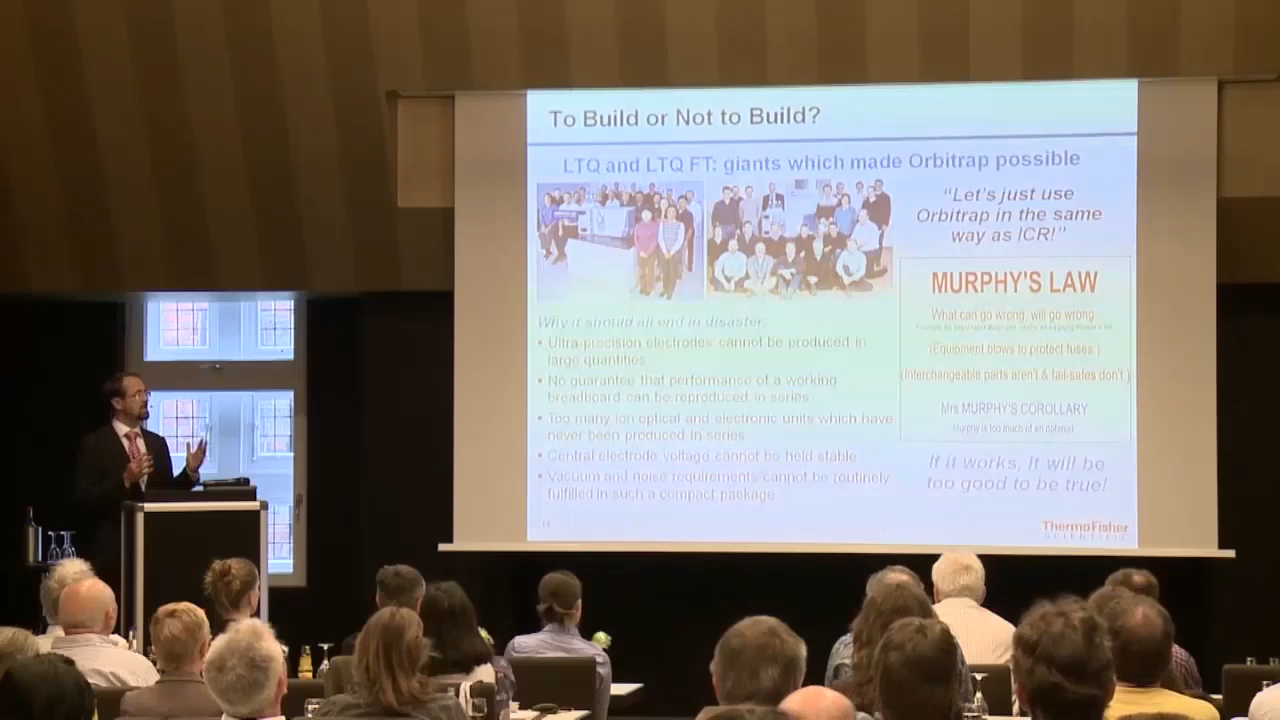 To Build or Not to Build?
LTQ and LTQ FT: giants which made Orbitrap possible
"Let's just use
Orbitrap in the same
way as ICR!"
MURPHY'S LAW
What can go wrong, will go wrong
(Equipment blows to protect fuses.)
(Interchangeable parts aren't & fail-safes don't.)
Mrs MURPHY'S COROLLARY
Murphy is too much of an optimist
If it works, It will be
too good to be true!
Why it should all end in disaster:
• Ultra-precision electrodes cannot be produced in
large quantities
• No guarantee that performance of a working
breadboard can be reproduced in series
• Too many ion optical and electronic units which have
never been produced in series
• Central electrode voltage cannot be held stable
• Vacuum and noise requirements cannot be routinely
fulfilled in such a compact package
ThermoFisher
SCIENTIFIC